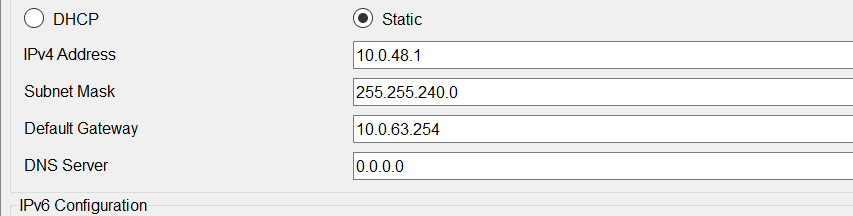 DHCP Static
IPv4 Address 10.0.48.1
Subnet Mask 255.255.240.0
Default Gateway 10.0.63.254
DNS Server 0.0.0.0
IPv6 Configuration